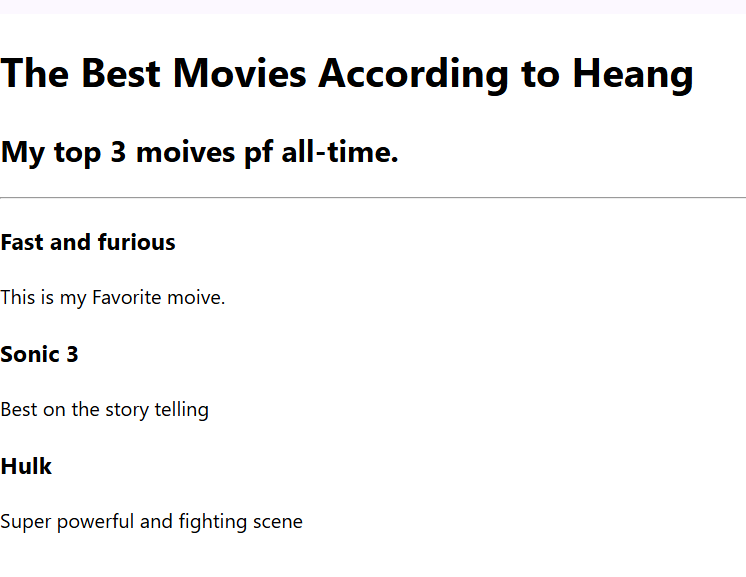 The Best Movies According to Heang
My top 3 moives pf all-time.
Fast and furious
This is my Favorite moive.
Sonic 3
Best on the story telling
Hulk
Super powerful and fighting scene